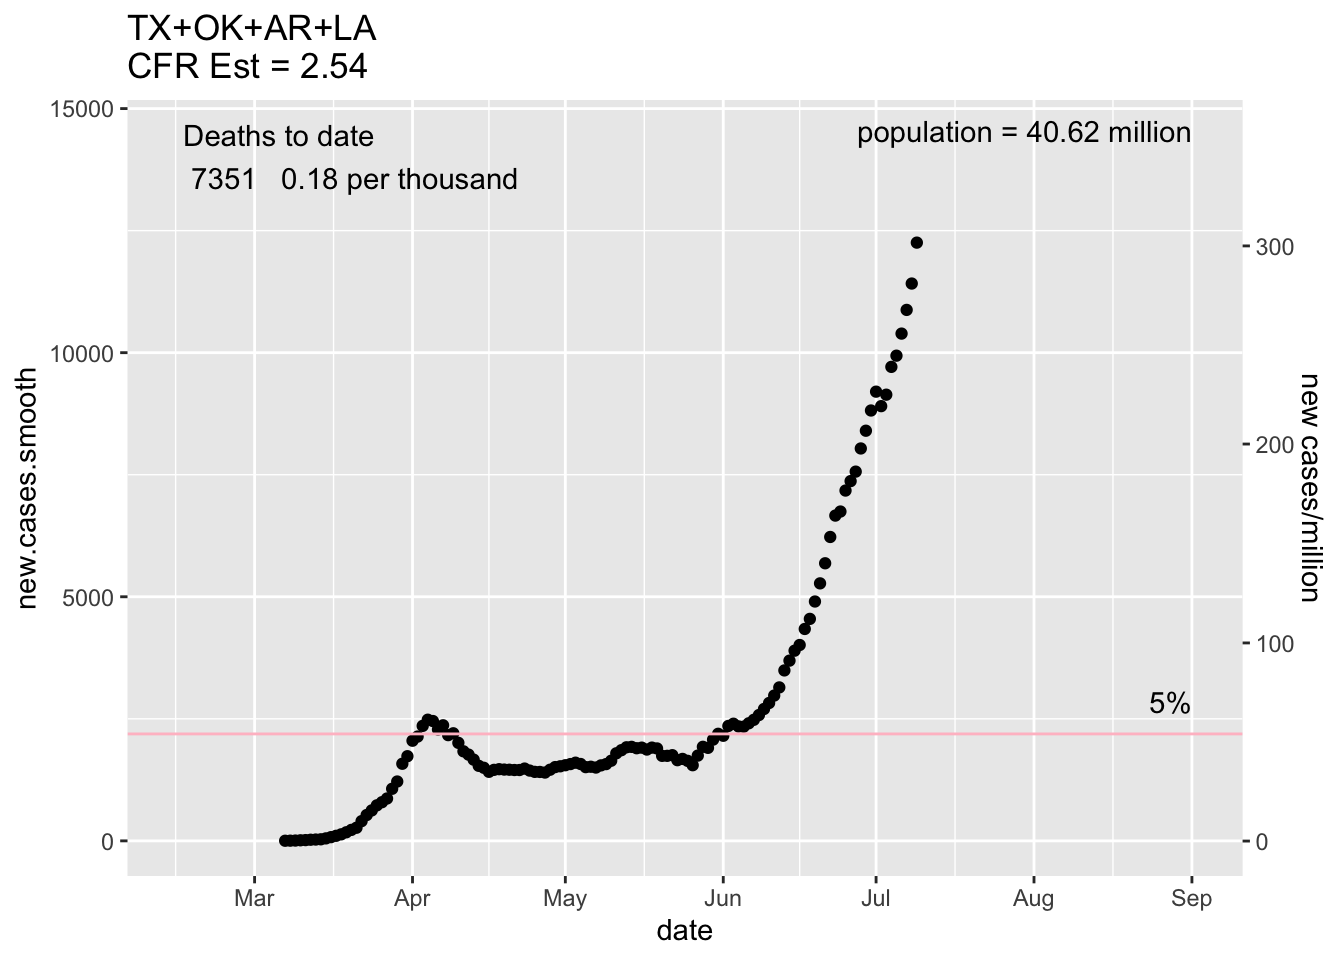 TX+OK+AR+LA
CFR Est = 2.54
Deaths to date
7351 0.18 per thousand
population = 40.62 million
15000
10000
5000
0
new.cases.smooth
300
200
100
0
new cases/million
5%
Mar Apr May Jun Jul Aug Sep
date